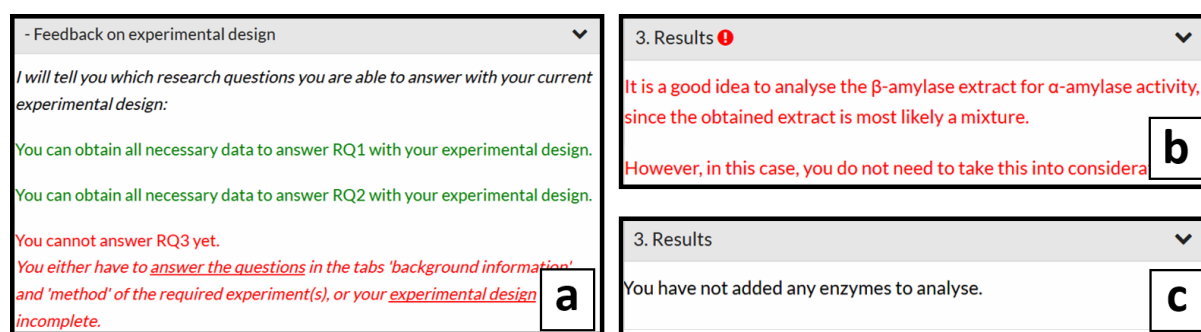 - Feedback on experimental design
I will tell you which research questions you are able to answer with your current
experimental design:
You can obtain all necessary data to answer RQ1 with your experimental design.
You can obtain all necessary data to answer RQ2 with your experimental design.
You cannot answer RQ3 yet.
You either have to answer the questions in the tabs 'background information'
and 'method' of the required experiment(s), or your experimental design
incomplete.
a
3. Results
It is a good idea to analyse the β-amylase extract for α-amylase activity,
since the obtained extract is most likely a mixture.
However, in this case, you do not need to take this into
b
3. Results
You have not added any enzymes to analyse.
c